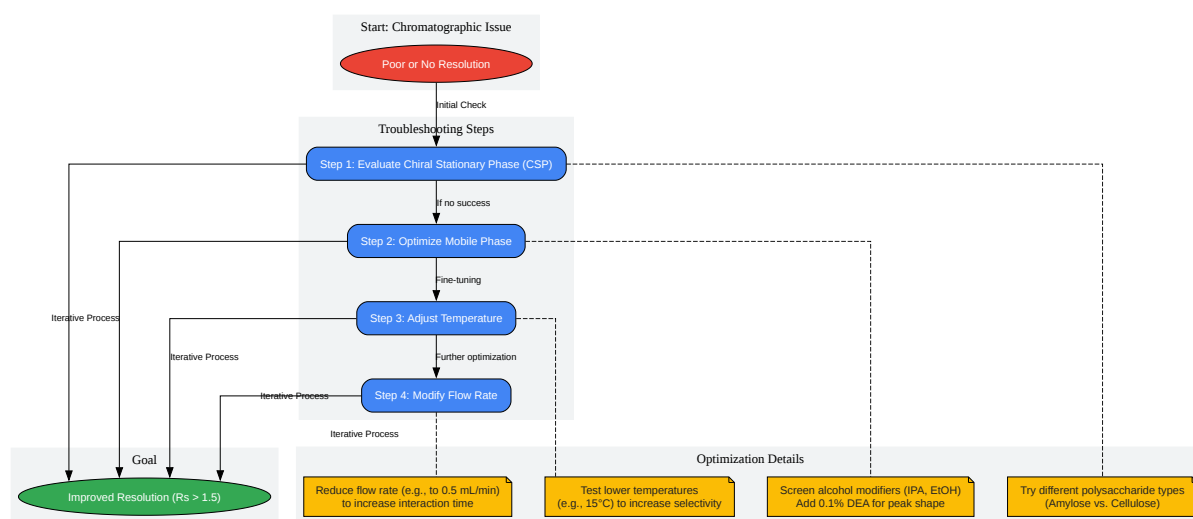 Start: Chromatographic Issue
Poor or No Resolution
Initial Check
Troubleshooting Steps
Step 1: Evaluate Chiral Stationary Phase (CSP)
If no success
Step 2: Optimize Mobile Phase
Fine-tuning
Iterative Process
Step 3: Adjust Temperature
Iterative Process
Further optimization
Iterative Process
Step 4: Modify Flow Rate
Iterative Process
Goal
Improved Resolution (Rs > 1.5)
Optimization Details
Reduce flow rate (e.g., to 0.5 mL/min)
to increase interaction time
Test lower temperatures
(e.g., 15°C) to increase selectivity
Screen alcohol modifiers (IPA, EtOH)
Add 0.1% DEA for peak shape
Try different polysaccharide types
(Amylose vs. Cellulose)